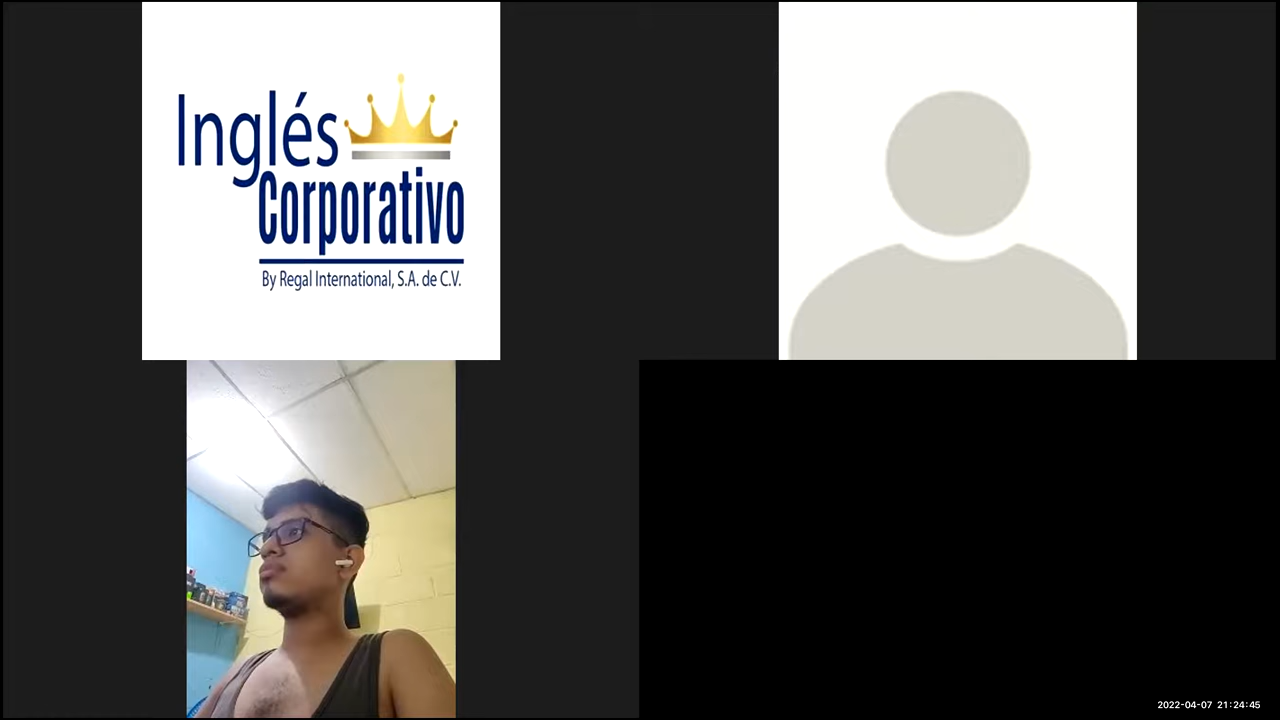 Inglés
Corporativo
By Regal International, S.A. de C.V.
2022-04-07 21:24:45